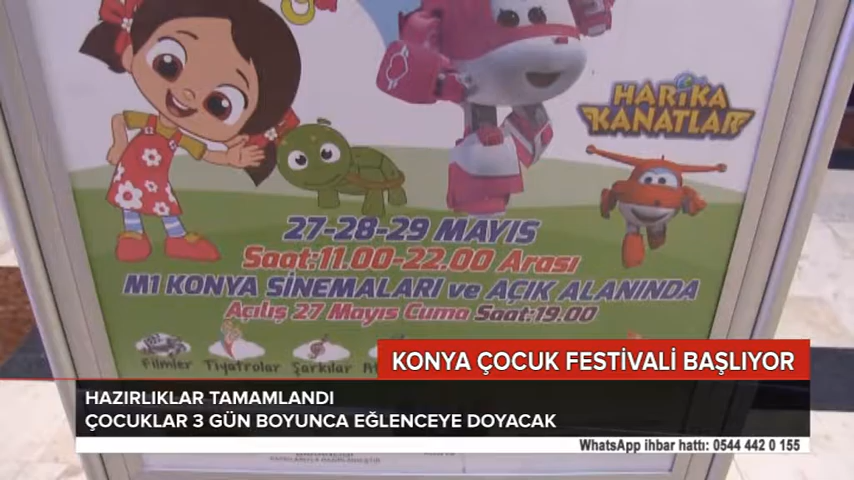 HARİKA
KANATLAR
27-28-29 MAYIS
Saat:11.00-22.00 Arası
M1 KONYA SİNEMALARI ve AÇIK ALANINDA
Açılış 27 Mayıs Cuma Saat:19.00
Filmler Tiyatrolar Şarkılar
KONYA ÇOCUK FESTİVALİ BAŞLIYOR
HAZIRLIKLAR TAMAMLANDI
ÇOCUKLAR 3 GÜN BOYUNCA EĞLENCEYE DOYACAK
WhatsApp ihbar hattı: 0544 442 0 155